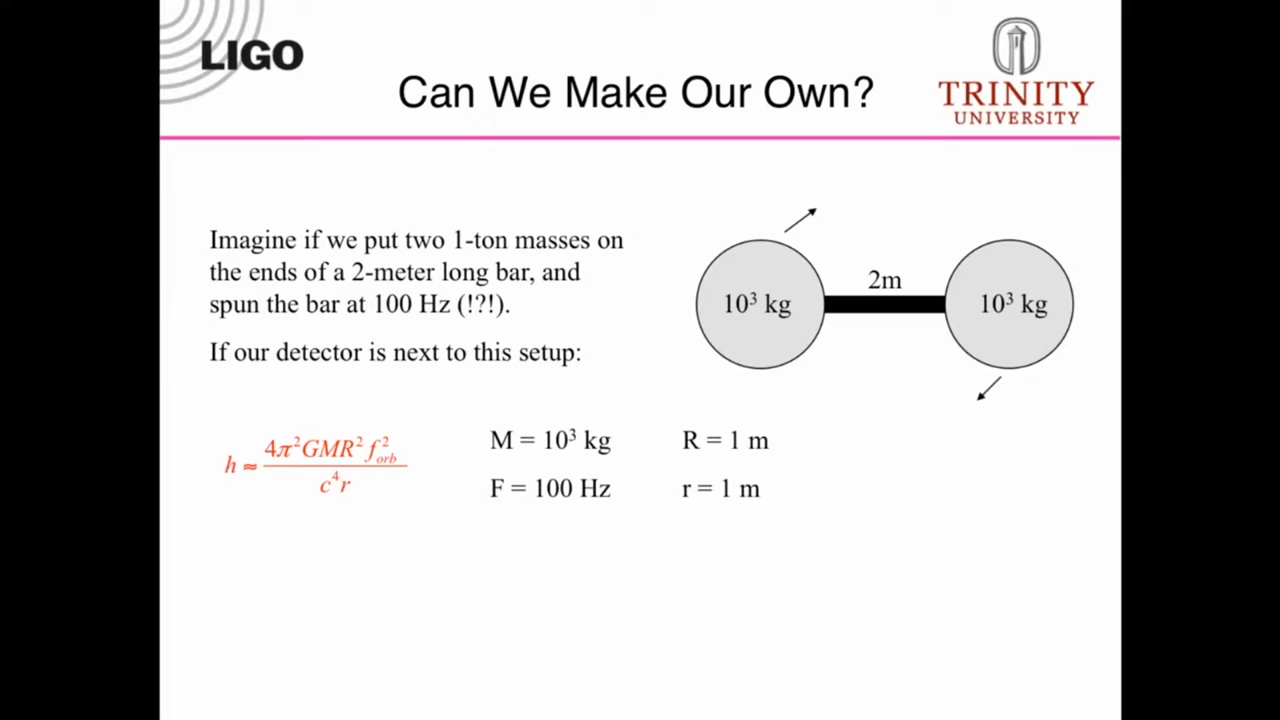 LIGO
Can We Make Our Own?
TRINITY
UNIVERSITY
Imagine if we put two 1-ton masses on
the ends of a 2-meter long bar, and
spun the bar at 100 Hz (!?!).
If our detector is next to this setup:
10³ kg
2m
10³ kg
h ≈ 4π²GMR² f²_orb / c⁴r
M = 10³ kg
R = 1 m
F = 100 Hz
r = 1 m